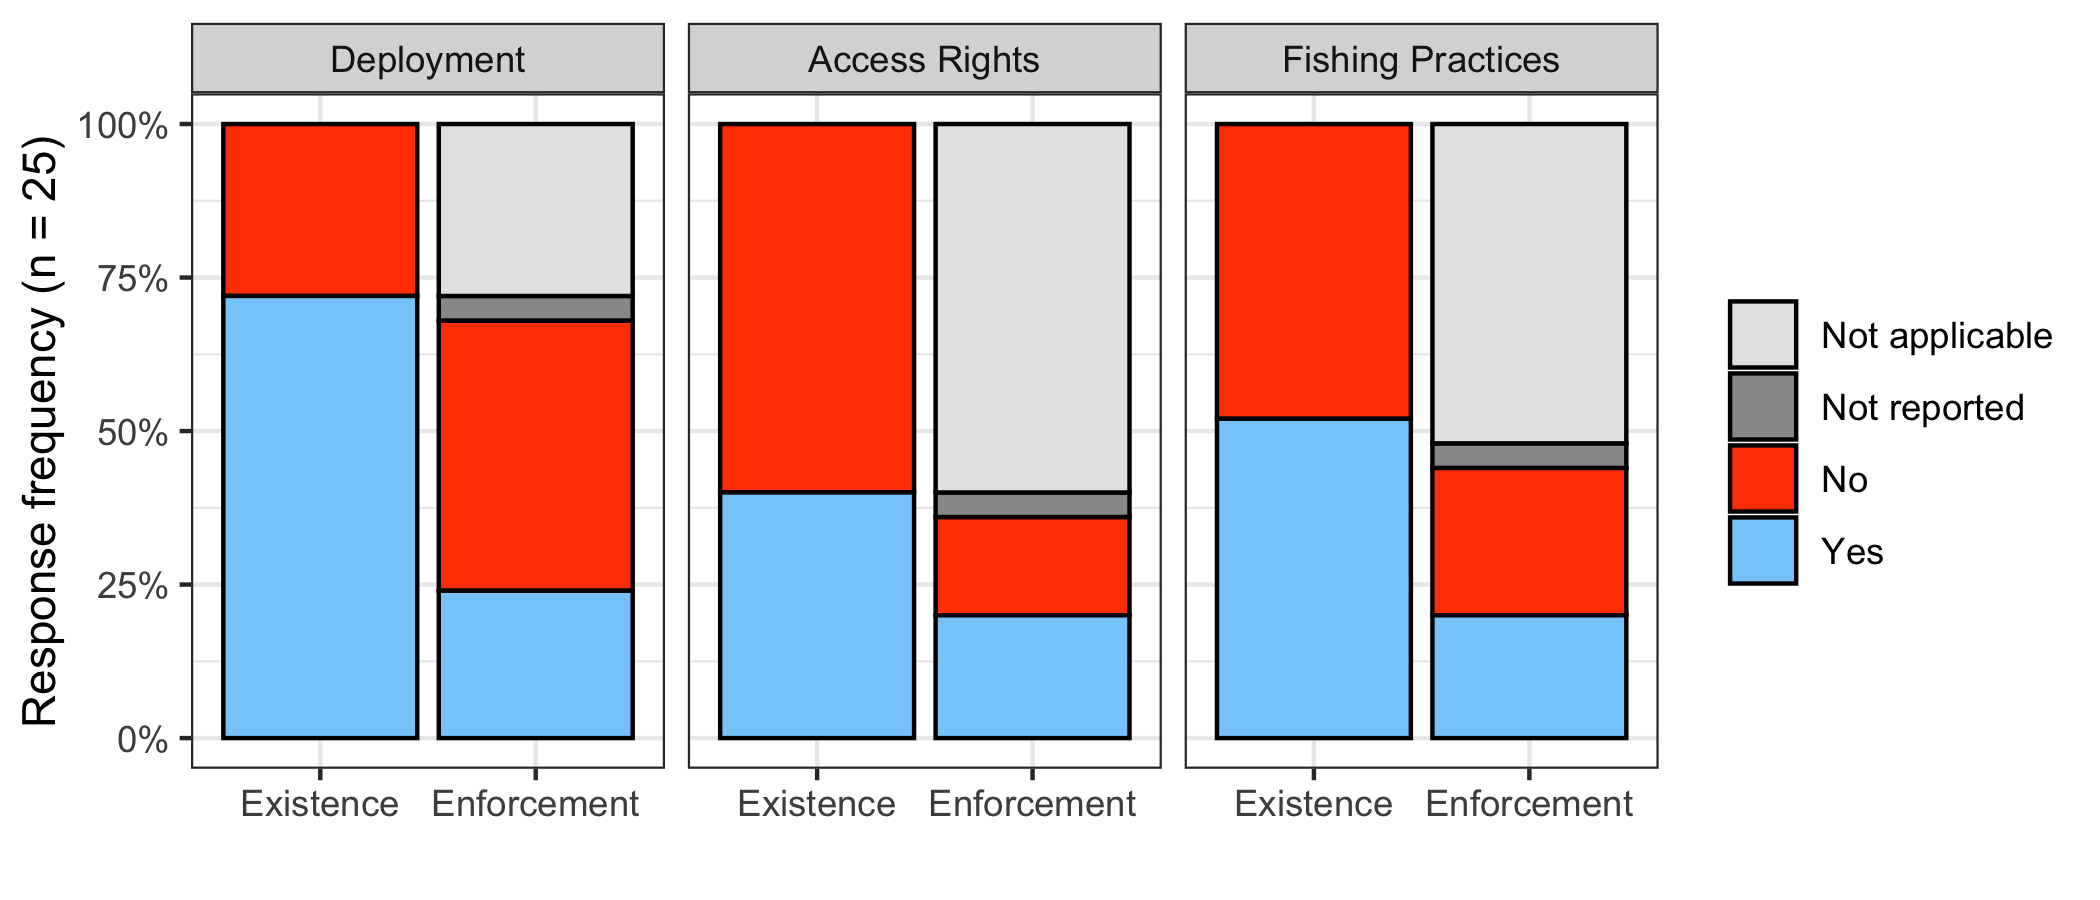 Deployment
Access Rights
Fishing Practices
Response frequency (n = 25)
100%
75%
50%
25%
0%
Existence Enforcement
Existence Enforcement
Existence Enforcement
Not applicable
Not reported
No
Yes